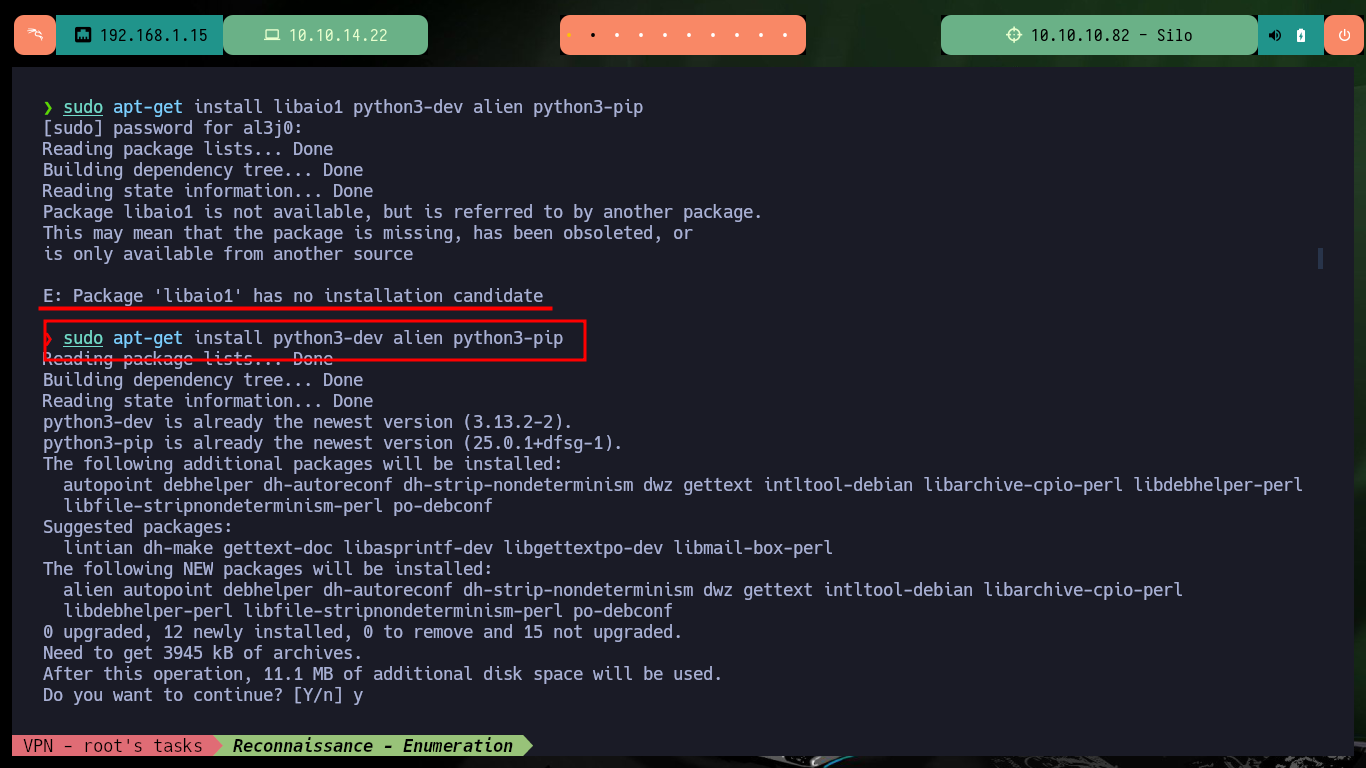 192.168.1.15
10.10.14.22
10.10.10.82 - Silo
❯ sudo apt-get install libaio1 python3-dev alien python3-pip
[sudo] password for al3j0:
Reading package lists... Done
Building dependency tree... Done
Reading state information... Done
Package libaio1 is not available, but is referred to by another package.
This may mean that the package is missing, has been obsoleted, or
is only available from another source
E: Package 'libaio1' has no installation candidate
❯ sudo apt-get install python3-dev alien python3-pip
Reading package lists... Done
Building dependency tree... Done
Reading state information... Done
python3-dev is already the newest version (3.13.2-2).
python3-pip is already the newest version (25.0.1+dfsg-1).
The following additional packages will be installed:
  autopoint debhelper dh-autoreconf dh-strip-nondeterminism dwz gettext intltool-debian libarchive-cpio-perl libdebhelper-perl
  libfile-stripnondeterminism-perl po-debconf
Suggested packages:
  lintian dh-make gettext-doc libasprintf-dev libgettextpo-dev libmail-box-perl
The following NEW packages will be installed:
  alien autopoint debhelper dh-autoreconf dh-strip-nondeterminism dwz gettext intltool-debian libarchive-cpio-perl
  libdebhelper-perl libfile-stripnondeterminism-perl po-debconf
0 upgraded, 12 newly installed, 0 to remove and 15 not upgraded.
Need to get 3945 kB of archives.
After this operation, 11.1 MB of additional disk space will be used.
Do you want to continue? [Y/n] y
VPN - root's tasks
Reconnaissance - Enumeration